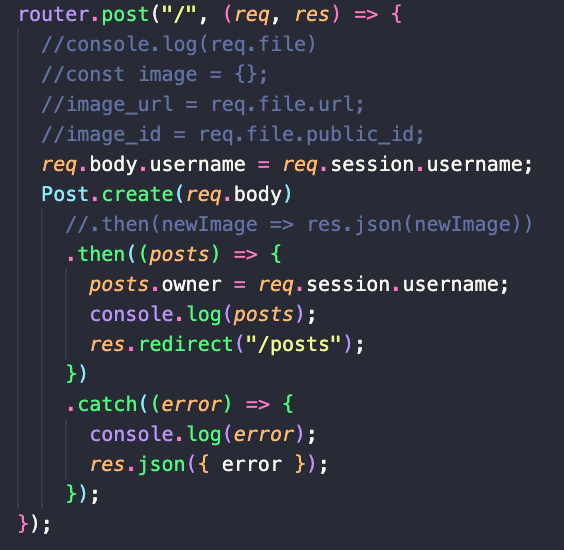 router.post("/", (req, res) => {
  //console.log(req.file)
  //const image = {};
  //image_url = req.file.url;
  //image_id = req.file.public_id;
  req.body.username = req.session.username;
  Post.create(req.body)
    //.then(newImage => res.json(newImage))
    .then((posts) => {
      posts.owner = req.session.username;
      console.log(posts);
      res.redirect("/posts");
    })
    .catch((error) => {
      console.log(error);
      res.json({ error });
    });
});